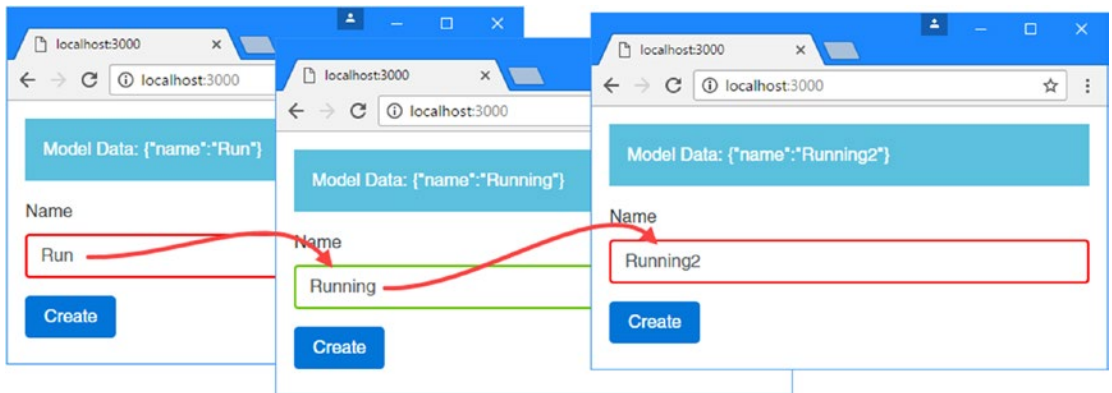 localhost:3000
localhost:3000
Model Data: {"name":"Run"}
Name
Run
Create
localhost:3000
localhost:3000
Model Data: {"name":"Running"}
Name
Running
Create
localhost:3000
localhost:3000
Model Data: {"name":"Running2"}
Name
Running2
Create